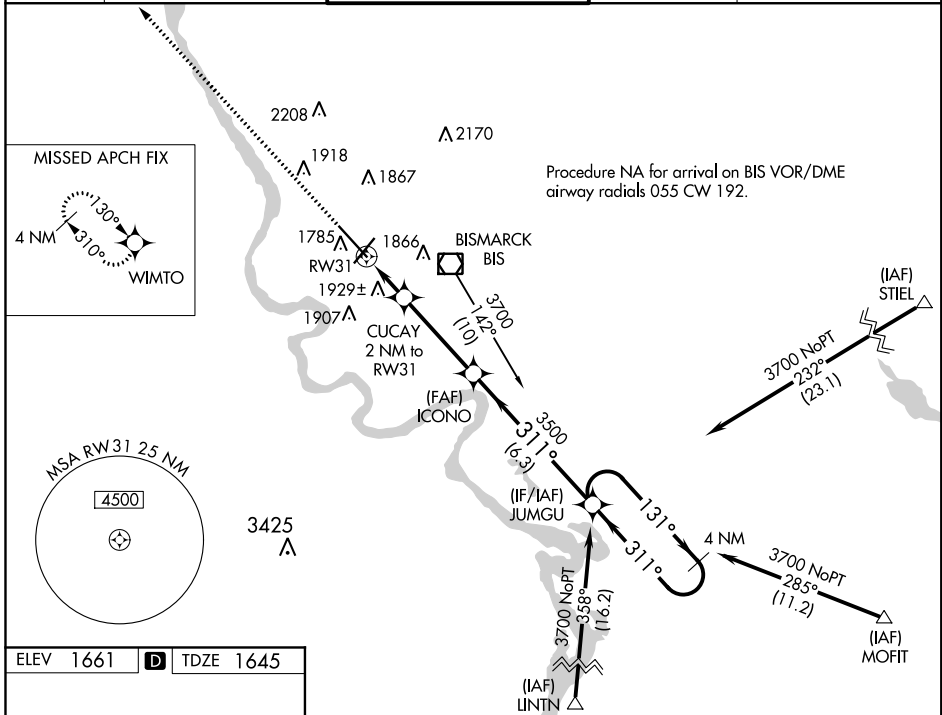 2208
2170
MISSED APCH FIX
130°
4 NM
310°
WIMTO
1918
1867
Procedure NA for arrival on BIS VOR/DME
airway radials 055 CW 192.
1785
1866
BISMARCK
BIS
RW31
1929±
1907
CUCAY
2 NM to
RW31
3700
142°
(10)
(IAF)
STIEL
3700 NoPT
232°
(23.1)
(FAF)
ICONO
3500
311°
(6.3)
MSA RW31 25 NM
4500
3425
(IF/IAF)
JUMGU
131°
311°
4 NM
3700 NoPT
285°
(11.2)
3700 NoPT
358°
(16.2)
(IAF)
MOFIT
(IAF)
LINTN
ELEV 1661 D TDZE 1645